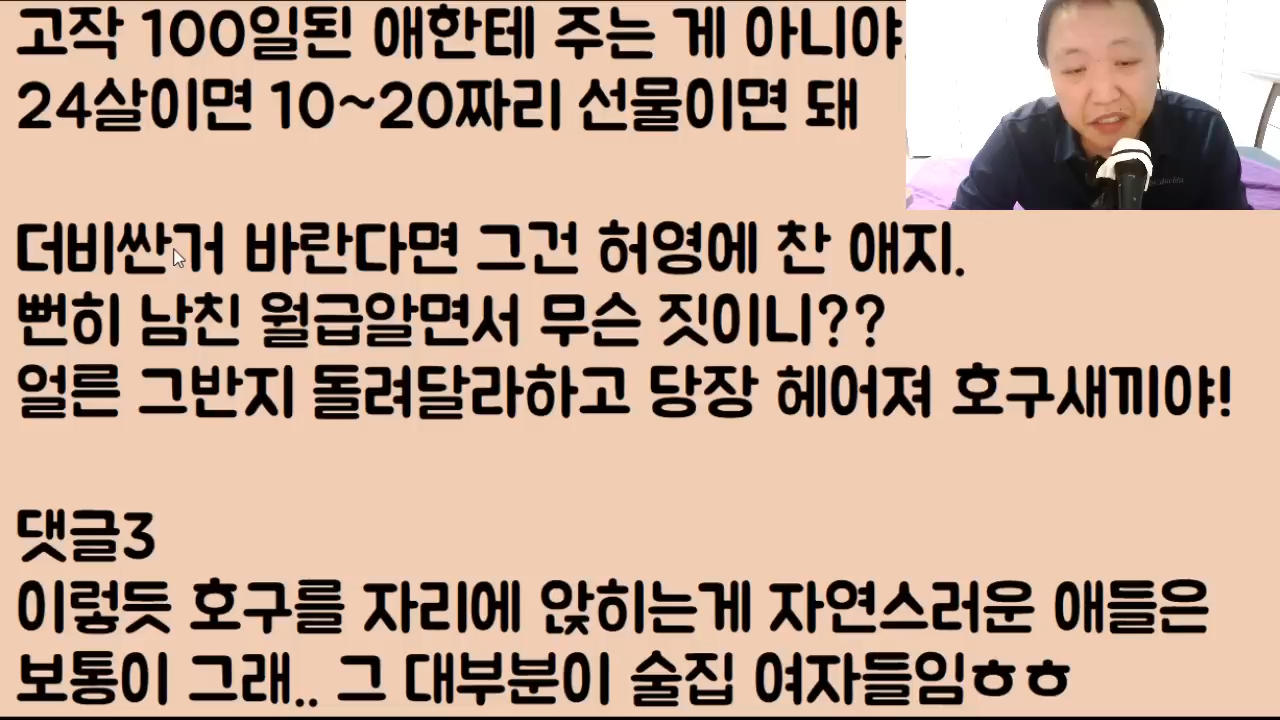 고작 100일된 애한테 주는 게 아니야
24살이면 10~20짜리 선물이면 돼
더비싼거 바란다면 그건 허영에 찬 애지.
뻔히 남친 월급알면서 무슨 짓이니??
얼른 그반지 돌려달라하고 당장 헤어져 호구새끼야!
댓글3
이렇듯 호구를 자리에 앉히는게 자연스러운 애들은
보통이 그래.. 그 대부분이 술집 여자들임ㅎㅎ